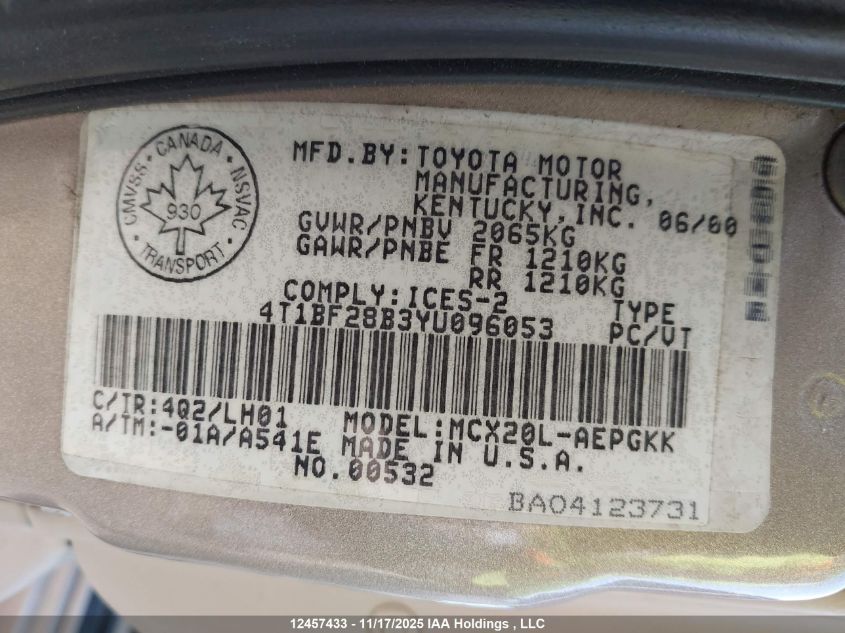 CMVSS · CANADA · NSVAC
930
· TRANSPORT ·
MFD.BY:TOYOTA MOTOR
MANUFACTURING,
KENTUCKY,INC. 06/00
GVWR/PNBV 2065KG
GAWR/PNBE FR 1210KG
RR 1210KG
COMPLY:ICES-2 TYPE
4T1BF28B3YU096053 PC/VT
C/TR:4Q2/LH01 MODEL:MCX20L-AEPGKK
A/TM:-01A/A541E MADE IN U.S.A.
NO.00532
BA04123731
12457433 - 11/17/2025 IAA Holdings , LLC